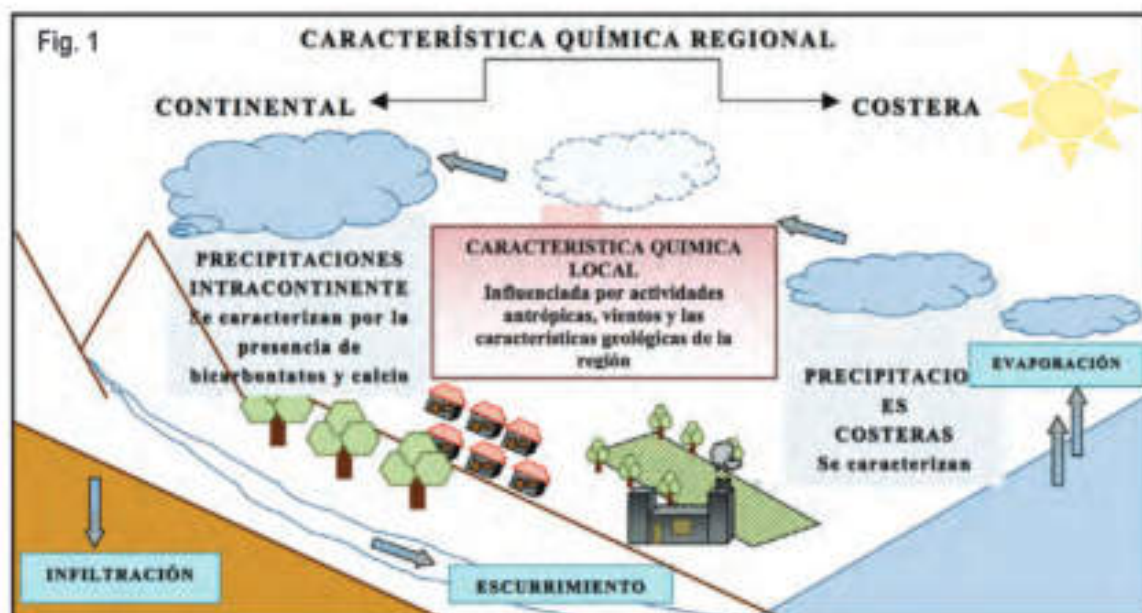 Fig. 1
CARACTERÍSTICA QUÍMICA REGIONAL
CONTINENTAL
COSTERA
PRECIPITACIONES
INTRACONTINENTE
Se caracterizan por la
presencia de
bicarbontatos y calcio
CARACTERISTICA QUIMICA
LOCAL
Influenciada por actividades
antrópicas, vientos y las
características geológicas de la
región
EVAPORACIÓN
PRECIPITACIO
ES
COSTERAS
Se caracterizan
INFILTRACIÓN
ESCURRIMIENTO